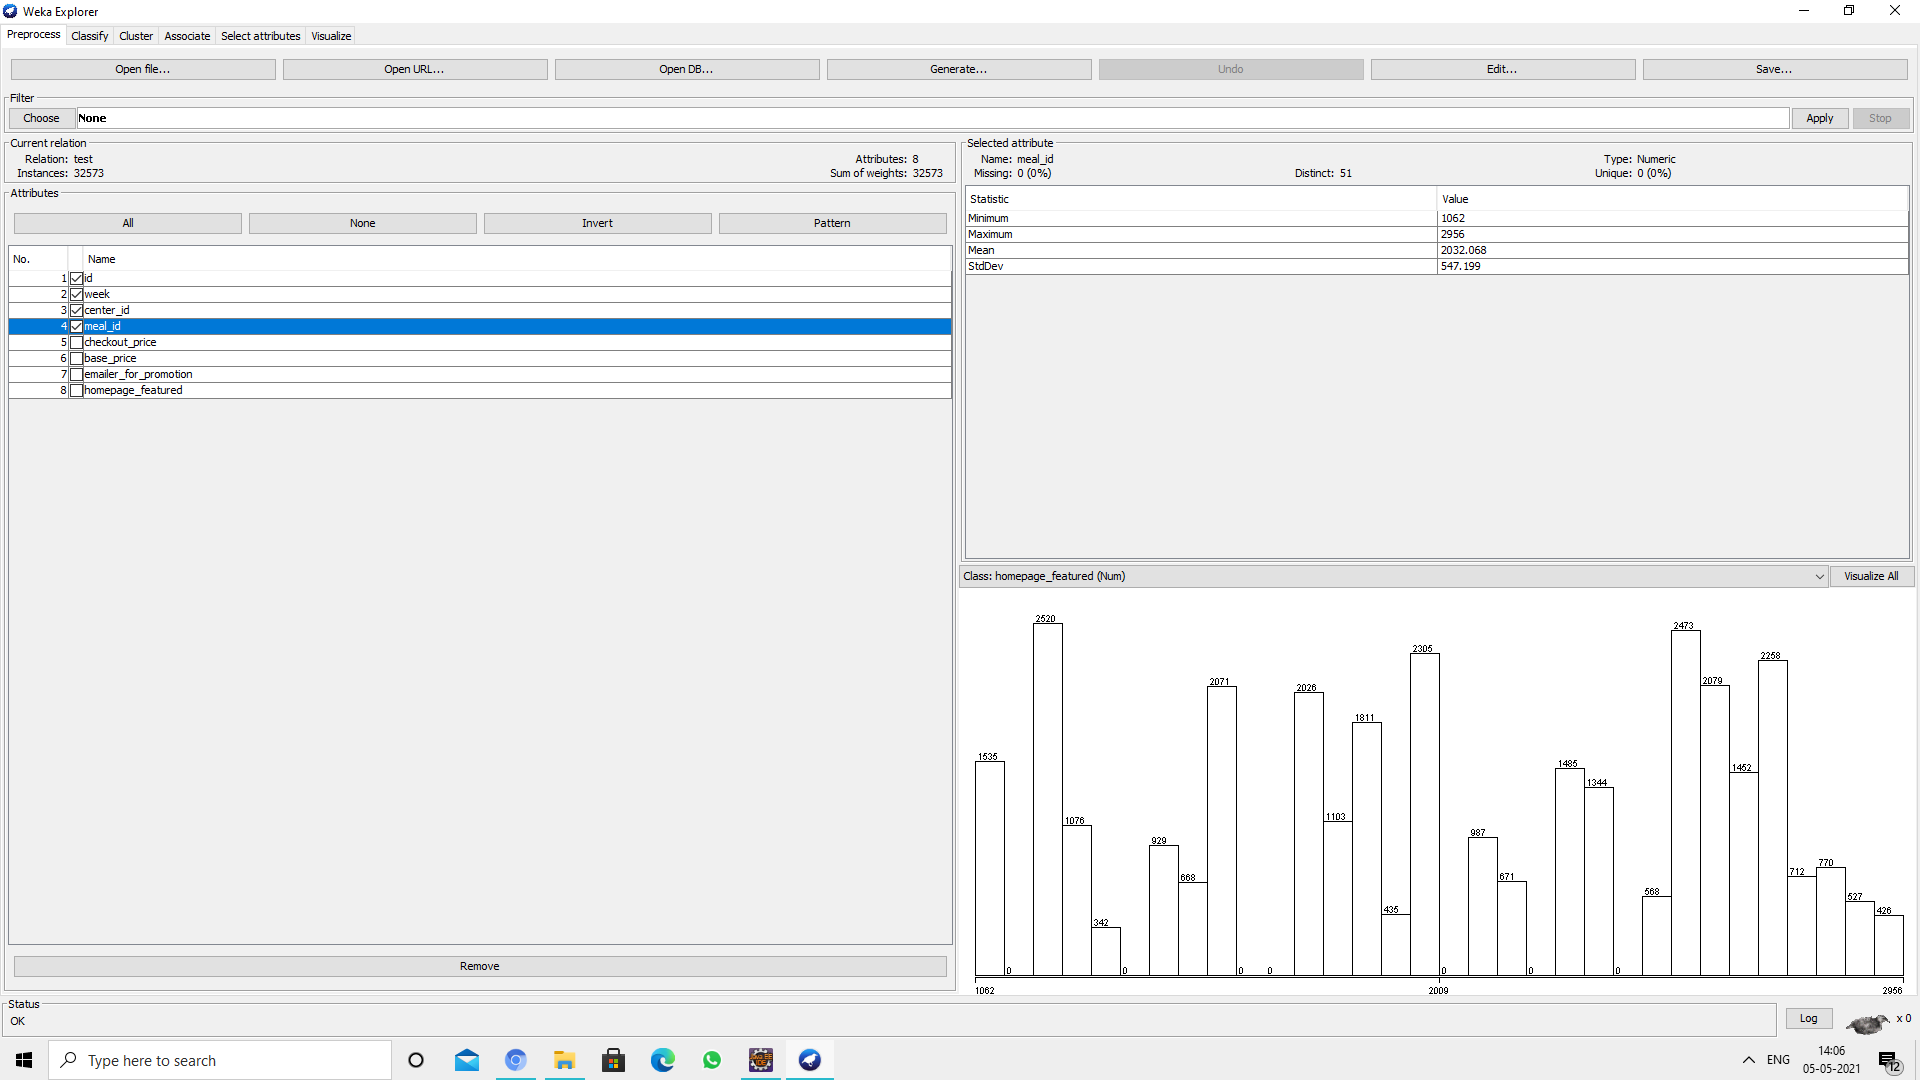 Weka Explorer
Preprocess Classify Cluster Associate Select attributes Visualize
Open file... Open URL... Open DB... Generate... Undo Edit... Save...
Filter
Choose None Apply Stop
Current relation
Relation: test Attributes: 8
Instances: 32573 Sum of weights: 32573
Attributes
All None Invert Pattern
No. Name
1 id
2 week
3 center_id
4 meal_id
5 checkout_price
6 base_price
7 emailer_for_promotion
8 homepage_featured
Remove
Selected attribute
Name: meal_id Type: Numeric
Missing: 0 (0%) Distinct: 51 Unique: 0 (0%)
Statistic Value
Minimum 1062
Maximum 2956
Mean 2032.068
StdDev 547.199
Class: homepage_featured (Num) Visualize All
1535 0 2520 1076 342 0 929 668 2071 0 0 2026 1103 1811 435 2305 0 987 671 0 1485 1344 0 568 2473 2079 1452 2258 712 770 527 426
1062 2009 2956
Status
OK
Log x 0
Type here to search
ENG
14:06
05-05-2021
12